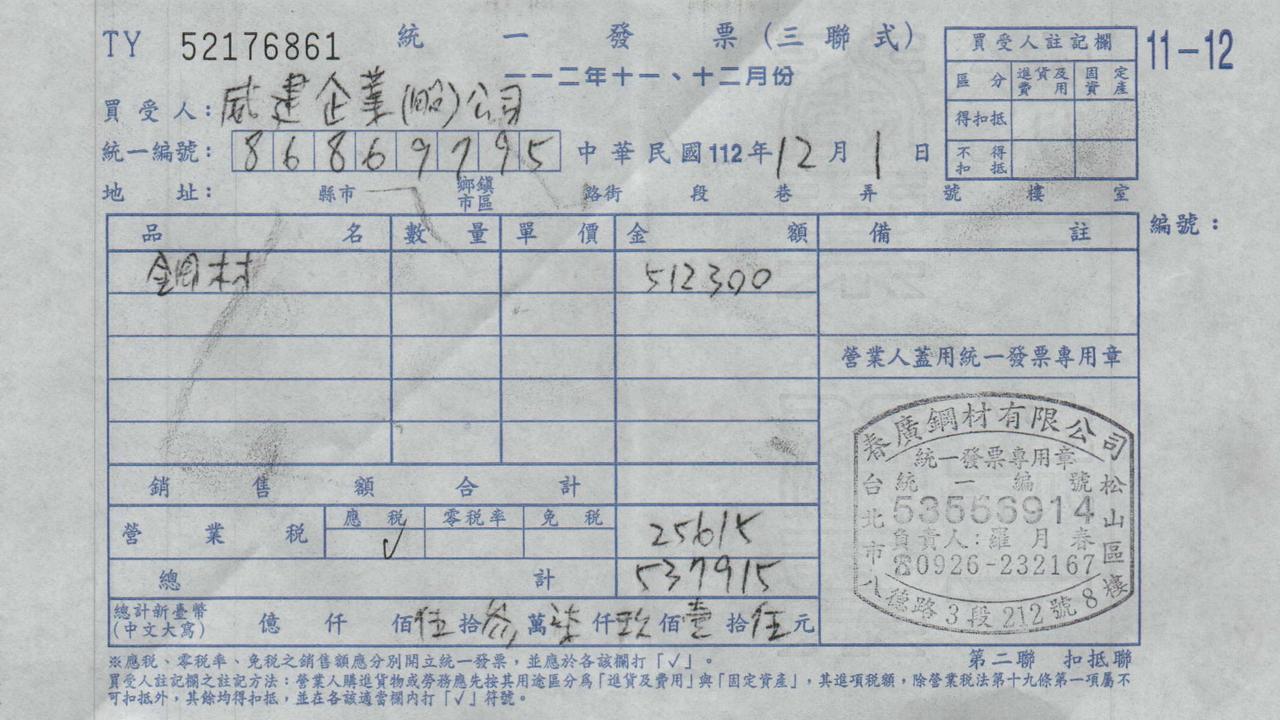 TY 52176861 統一發票(三聯式) 11-12
一一二年十一、十二月份
買受人: 威建企業(股)公司
統一編號: 86869795 中華民國112年12月1日
地址: 縣市 鄉鎮市區 路街 段 巷 弄 號 樓 室
買受人註記欄
區分 進貨及費用 固定資產
得扣抵
不得扣抵
編號:
品名 數量 單價 金額 備註
鋼材 512300
營業人蓋用統一發票專用章
銷售額合計
營業稅 應稅 零稅率 免稅
√ 25615
總計 537915
總計新臺幣(中文大寫) 億 仟 佰伍拾參萬柒仟玖佰壹拾伍元
春廣鋼材有限公司
統一發票專用章
統一編號
53556914
負責人:羅月春
0926-232167
台北市松山區八德路3段212號8樓
第二聯 扣抵聯
※應稅、零稅率、免稅之銷售額應分別開立統一發票,並應於各該欄打「√」。
買受人註記欄之註記方法:營業人購進貨物或勞務應先按其用途區分為「進貨及費用」與「固定資產」,其進項稅額,除營業稅法第十九條第一項屬不
可扣抵外,其餘均得扣抵,並在各該適當欄內打「√」符號。